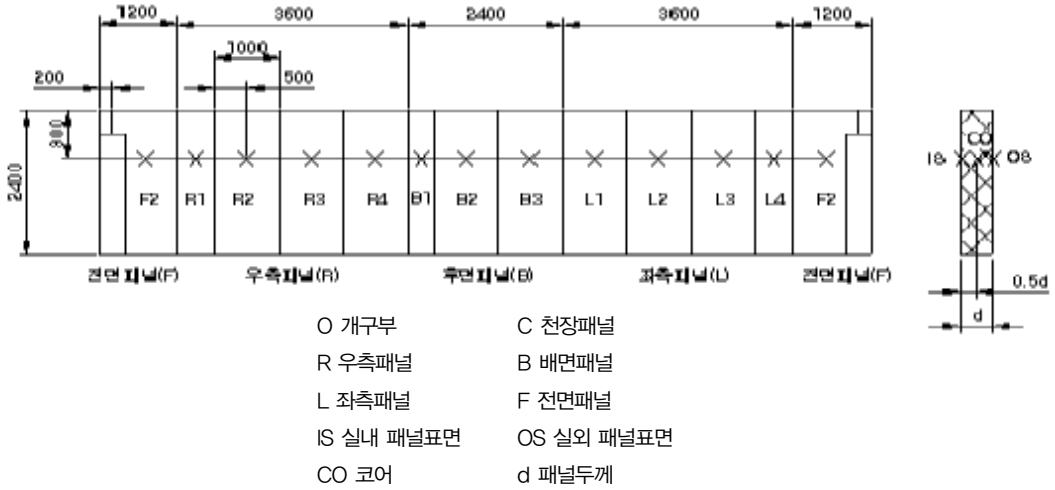 1200 3600 2400 3600 1200
1000
200 500
900
2400
IS CO OS
F2 R1 R2 R3 R4 B1 B2 B3 L1 L2 L3 L4 F2
전면패널(F) 우측패널(R) 후면패널(B) 좌측패널(L) 전면패널(F)
0.5d
d
O 개구부 C 천장패널
R 우측패널 B 배면패널
L 좌측패널 F 전면패널
IS 실내 패널표면 OS 실외 패널표면
CO 코어 d 패널두께